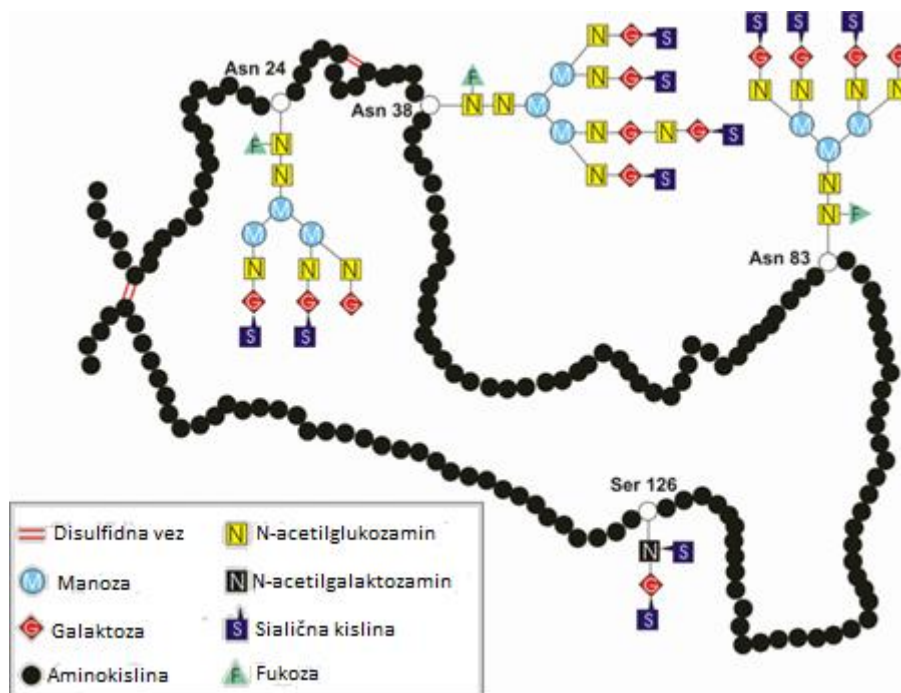 S S S
N G S
G G G G
Asn 24
F M
N G S
N N N N
Asn 38
N N M
M M
M N G N G S
F N
M
N
N G S
N
M
N F
M M
Asn 83
N N N
G G G
S S
Ser 126
N S
G
S
Disulfidna vez
N N-acetilglukozamin
M Manoza
N N-acetilgalaktozamin
G Galaktoza
S Sialična kislina
Aminokislina
F Fukoza